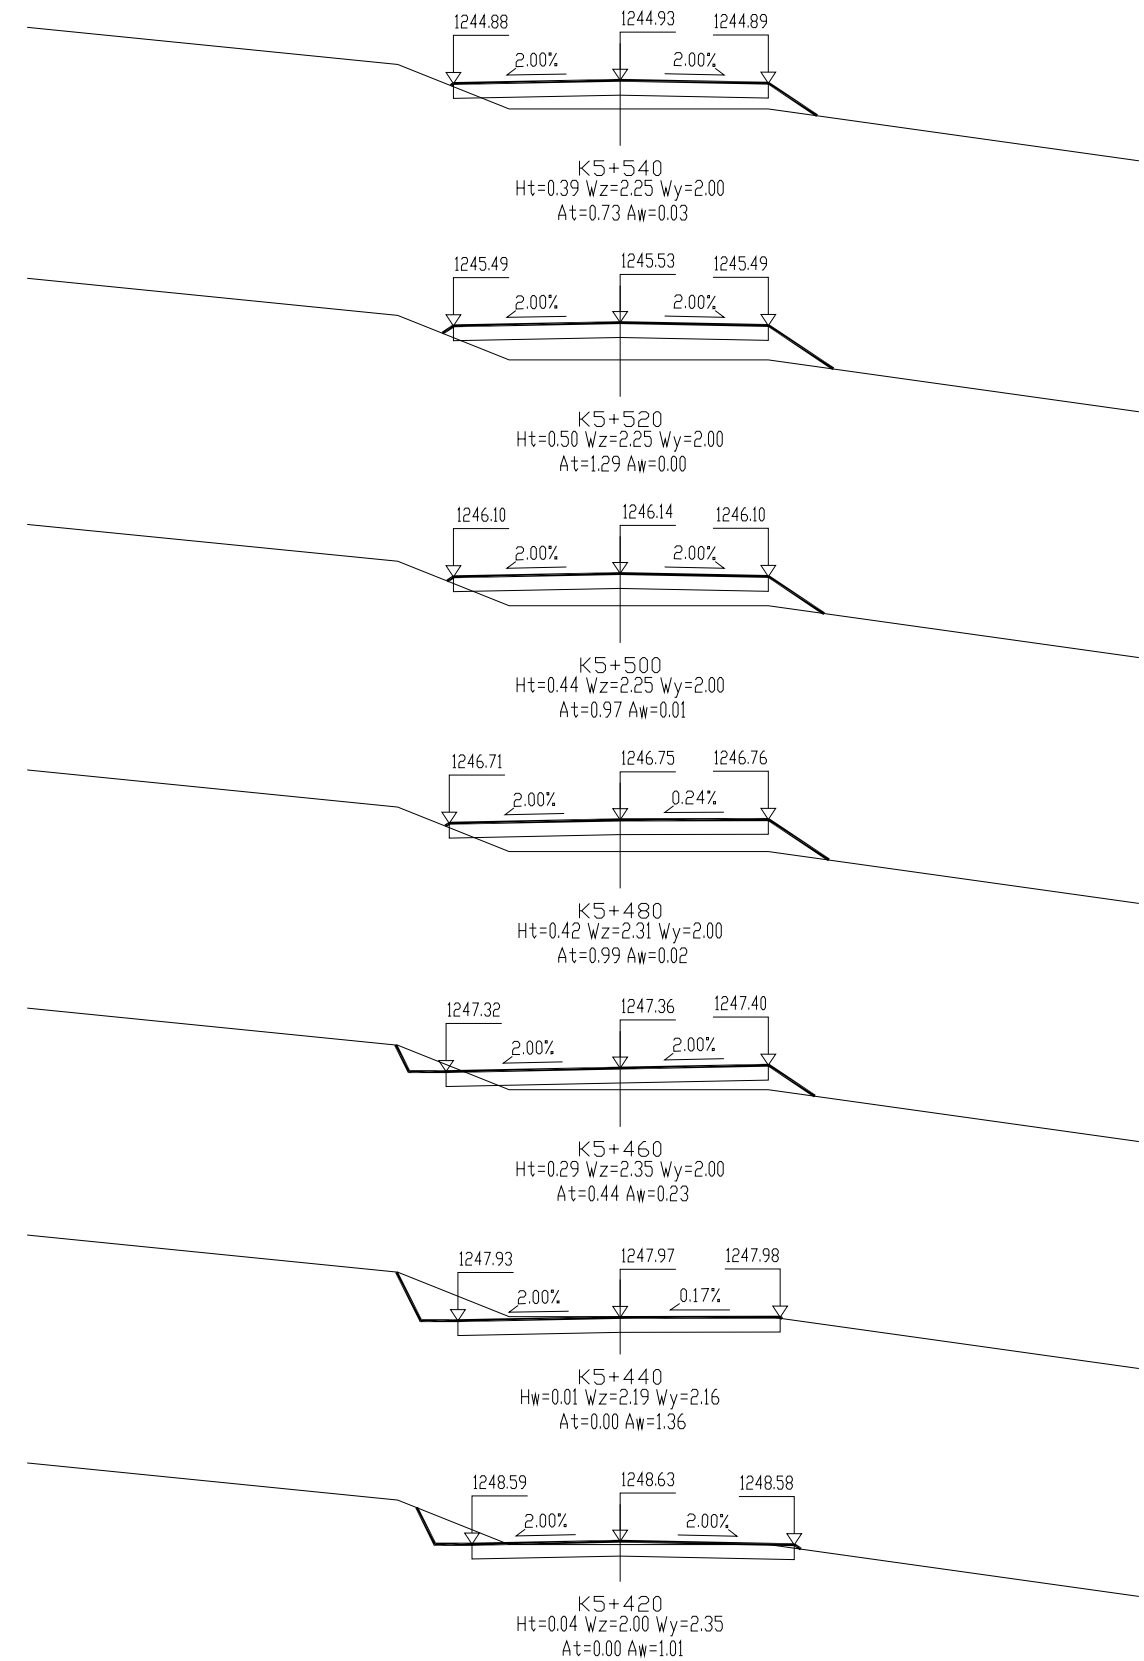 1244.88 1244.93 1244.89
2.00% 2.00%
K5+540
Ht=0.39 Wz=2.25 Wy=2.00
At=0.73 Aw=0.03
1245.49 1245.53 1245.49
2.00% 2.00%
K5+520
Ht=0.50 Wz=2.25 Wy=2.00
At=1.29 Aw=0.00
1246.10 1246.14 1246.10
2.00% 2.00%
K5+500
Ht=0.44 Wz=2.25 Wy=2.00
At=0.97 Aw=0.01
1246.71 1246.75 1246.76
2.00% 0.24%
K5+480
Ht=0.42 Wz=2.31 Wy=2.00
At=0.99 Aw=0.02
1247.32 1247.36 1247.40
2.00% 2.00%
K5+460
Ht=0.29 Wz=2.35 Wy=2.00
At=0.44 Aw=0.23
1247.93 1247.97 1247.98
2.00% 0.17%
K5+440
Hw=0.01 Wz=2.19 Wy=2.16
At=0.00 Aw=1.36
1248.59 1248.63 1248.58
2.00% 2.00%
K5+420
Ht=0.04 Wz=2.00 Wy=2.35
At=0.00 Aw=1.01